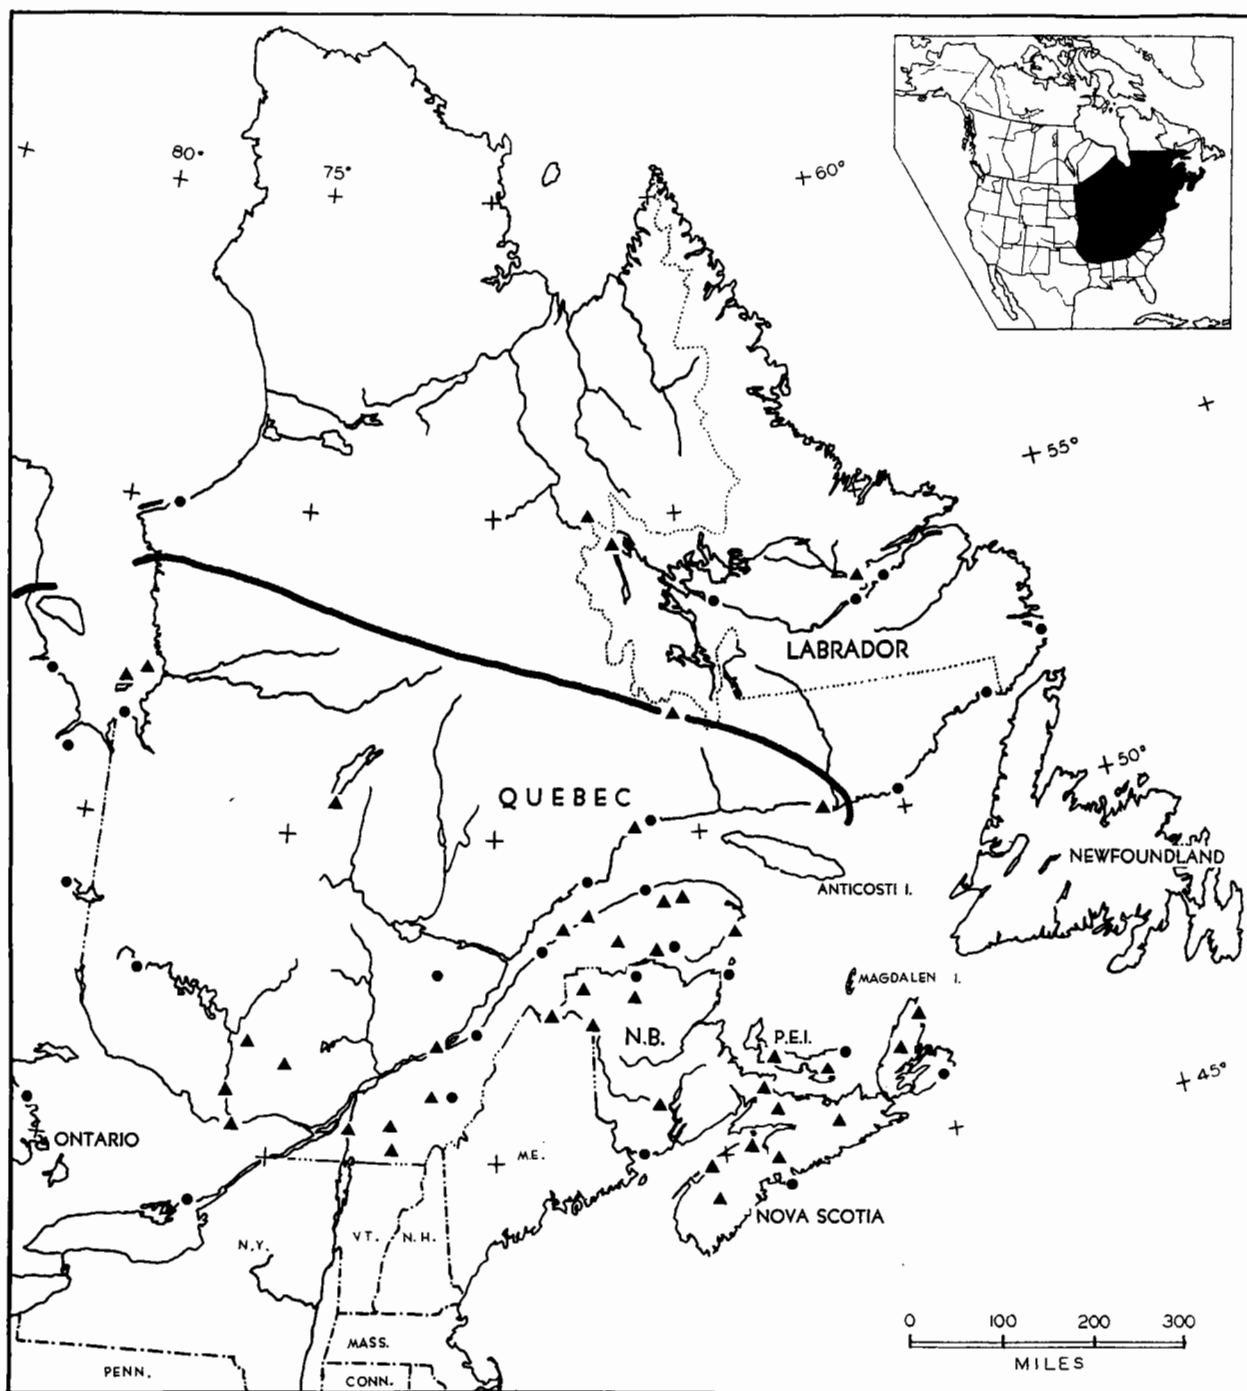 80°
75°
60°
55°
LABRADOR
50°
QUEBEC
NEWFOUNDLAND
ANTICOSTI I.
MAGDALEN I.
N.B.
P.E.I.
45°
ONTARIO
M.E.
NOVA SCOTIA
N.Y.
VT.
N.H.
0 100 200 300
MILES
MASS.
PENN.
CONN.